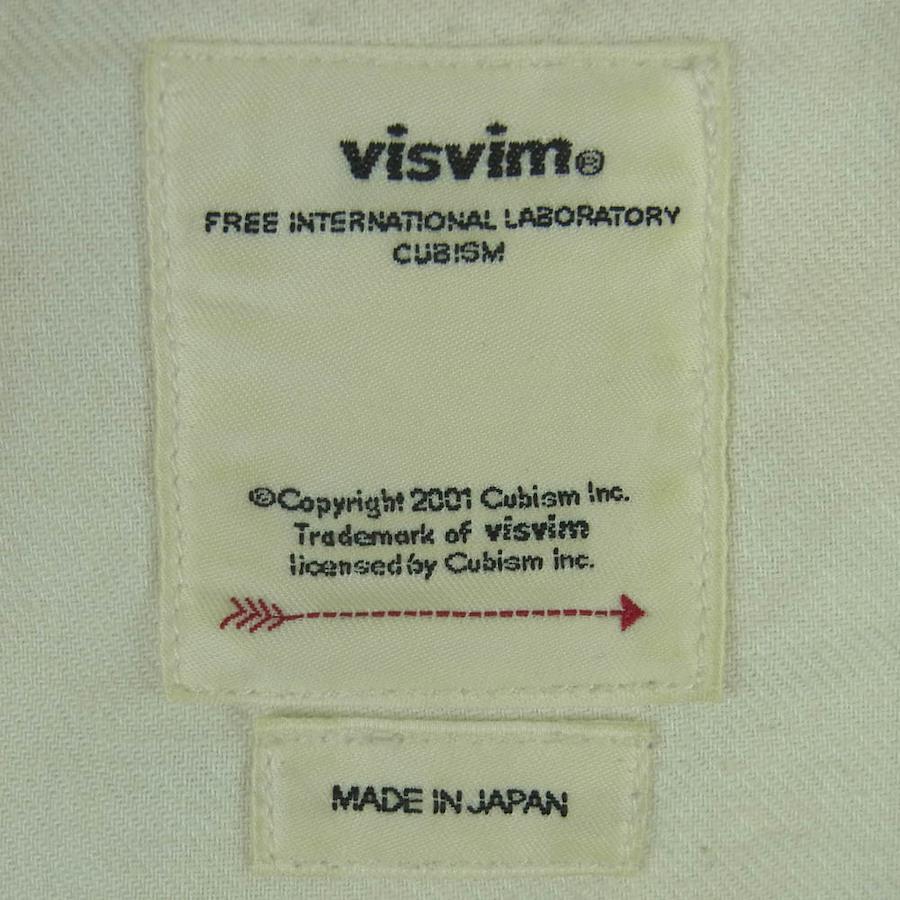 visvim®
FREE INTERNATIONAL LABORATORY
CUBISM
©Copyright 2001 Cubism Inc.
Trademark of visvim
licensed by Cubism inc.
MADE IN JAPAN